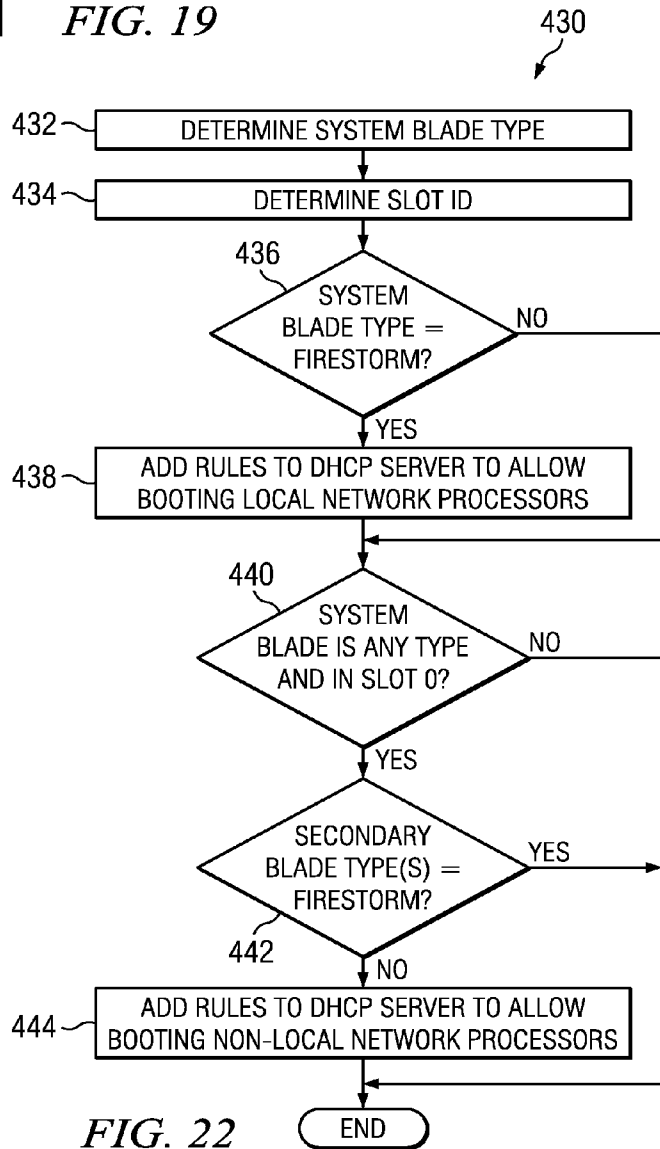 FIG. 19
430
432
DETERMINE SYSTEM BLADE TYPE
434
DETERMINE SLOT ID
436
SYSTEM
BLADE TYPE =
FIRESTORM?
NO
YES
438
ADD RULES TO DHCP SERVER TO ALLOW
BOOTING LOCAL NETWORK PROCESSORS
440
SYSTEM
BLADE IS ANY TYPE
AND IN SLOT 0?
NO
YES
SECONDARY
BLADE TYPE(S) =
FIRESTORM?
YES
442
NO
444
ADD RULES TO DHCP SERVER TO ALLOW
BOOTING NON-LOCAL NETWORK PROCESSORS
FIG. 22
END